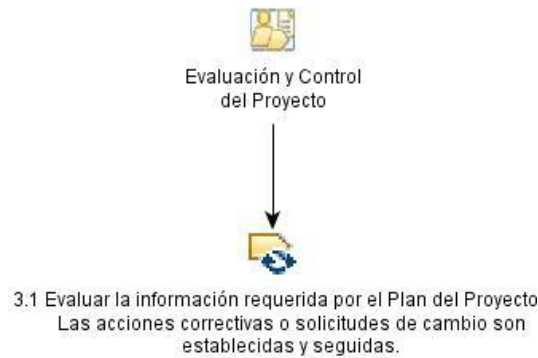 Evaluación y Control
del Proyecto
3.1 Evaluar la información requerida por el Plan del Proyecto
Las acciones correctivas o solicitudes de cambio son
establecidas y seguidas.